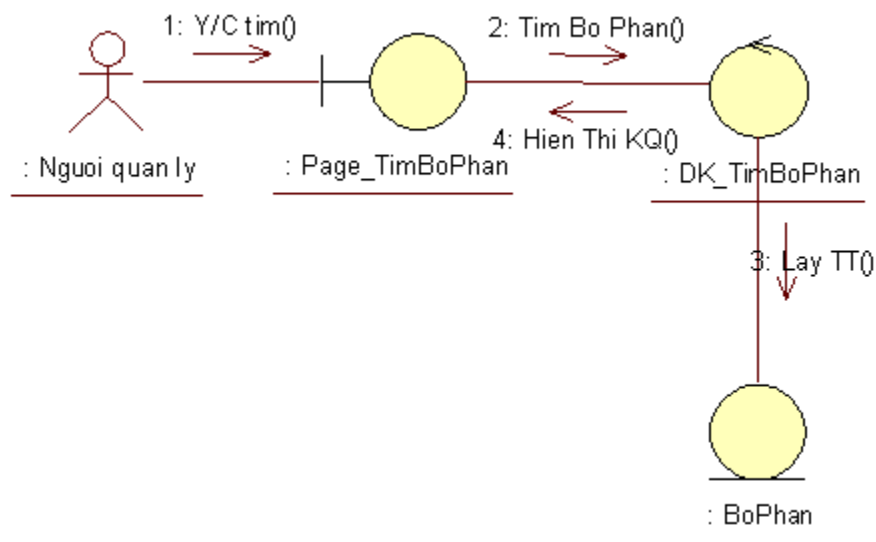 1: Y/C tim()
2: Tim Bo Phan()
4: Hien Thi KQ()
: Nguoi quan ly
: Page_TimBoPhan
: DK_TimBoPhan
3: Lay TT()
: BoPhan